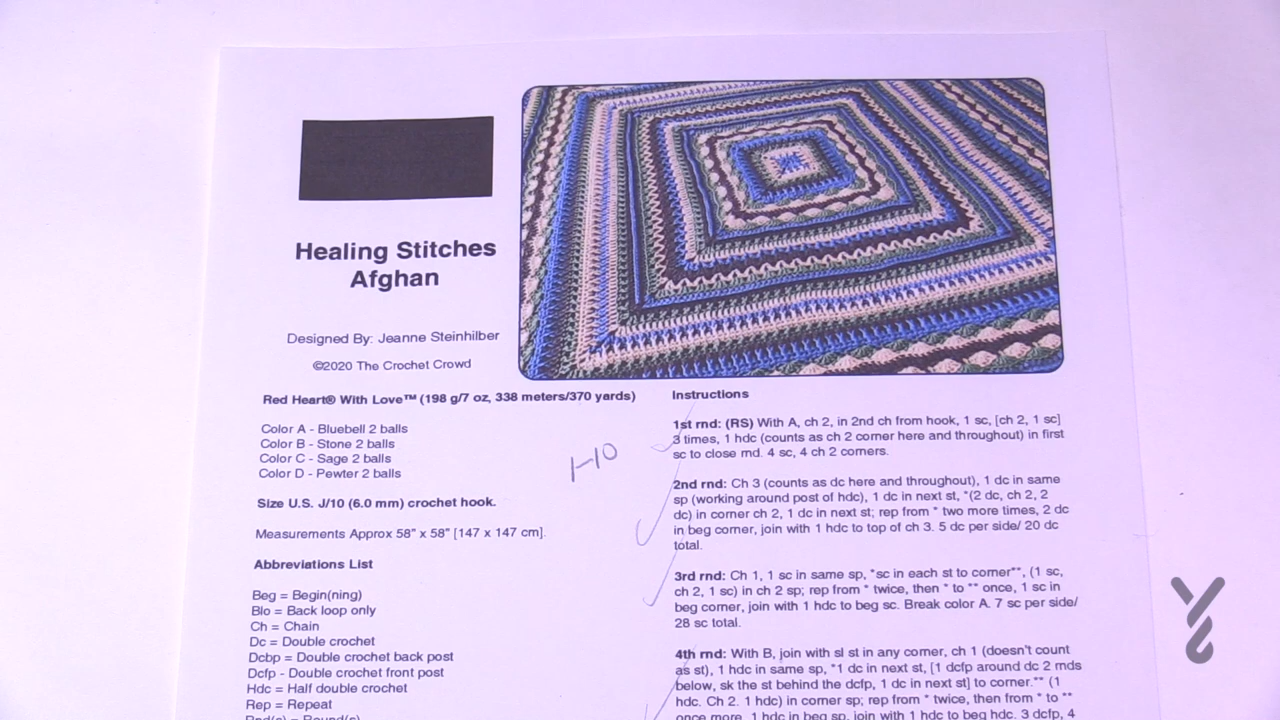 Healing Stitches
Afghan
Designed By: Jeanne Steinhilber
©2020 The Crochet Crowd
Red Heart® With Love™ (198 g/7 oz, 338 meters/370 yards)
Color A - Bluebell 2 balls
Color B - Stone 2 balls
Color C - Sage 2 balls
Color D - Pewter 2 balls
1-10
Size U.S. J/10 (6.0 mm) crochet hook.
Measurements Approx 58" x 58" [147 x 147 cm].
Abbreviations List
Beg = Begin(ning)
Blo = Back loop only
Ch = Chain
Dc = Double crochet
Dcbp = Double crochet back post
Dcfp - Double crochet front post
Hdc = Half double crochet
Rep = Repeat
Rnd(s) = Round(s)
Instructions
1st rnd: (RS) With A, ch 2, in 2nd ch from hook, 1 sc, [ch 2, 1 sc]
3 times, 1 hdc (counts as ch 2 corner here and throughout) in first
sc to close rnd. 4 sc, 4 ch 2 corners.
2nd rnd: Ch 3 (counts as dc here and throughout), 1 dc in same
sp (working around post of hdc), 1 dc in next st, *(2 dc, ch 2, 2
dc) in corner ch 2, 1 dc in next st; rep from * two more times, 2 dc
in beg corner, join with 1 hdc to top of ch 3. 5 dc per side/ 20 dc
total.
3rd rnd: Ch 1, 1 sc in same sp, *sc in each st to corner**, (1 sc,
ch 2, 1 sc) in ch 2 sp; rep from * twice, then * to ** once, 1 sc in
beg corner, join with 1 hdc to beg sc. Break color A. 7 sc per side/
28 sc total.
4th rnd: With B, join with sl st in any corner, ch 1 (doesn't count
as st), 1 hdc in same sp, *1 dc in next st, [1 dcfp around dc 2 rnds
below, sk the st behind the dcfp, 1 dc in next st] to corner.** (1
hdc. Ch 2. 1 hdc) in corner sp; rep from * twice, then from * to **
once more, 1 hdc in beg sp, join with 1 hdc to beg hdc. 3 dcfp, 4